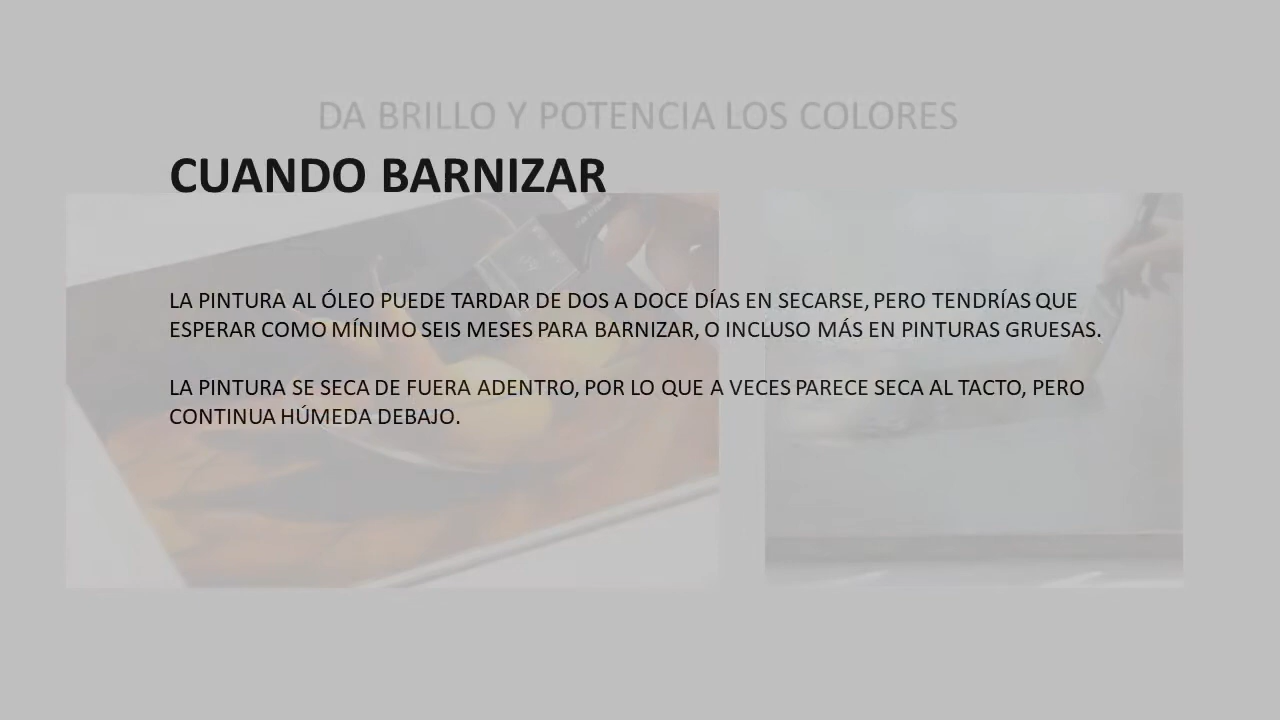 DA BRILLO Y POTENCIA LOS COLORES
CUANDO BARNIZAR
LA PINTURA AL ÓLEO PUEDE TARDAR DE DOS A DOCE DÍAS EN SECARSE, PERO TENDRÍAS QUE
ESPERAR COMO MÍNIMO SEIS MESES PARA BARNIZAR, O INCLUSO MÁS EN PINTURAS GRUESAS.
LA PINTURA SE SECA DE FUERA ADENTRO, POR LO QUE A VECES PARECE SECA AL TACTO, PERO
CONTINUA HÚMEDA DEBAJO.